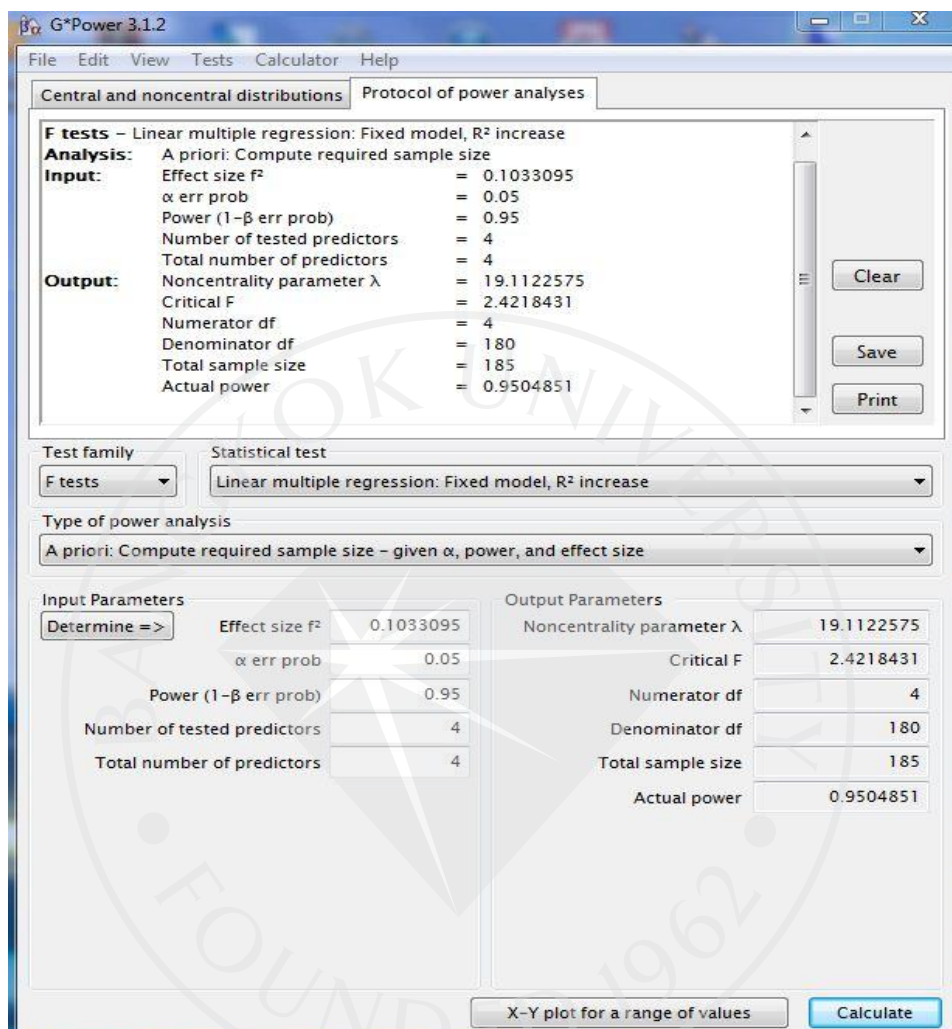 βα G*Power 3.1.2
File Edit View Tests Calculator Help
Central and noncentral distributions Protocol of power analyses
F tests – Linear multiple regression: Fixed model, R² increase
Analysis: A priori: Compute required sample size
Input: Effect size f² = 0.1033095
α err prob = 0.05
Power (1-β err prob) = 0.95
Number of tested predictors = 4
Total number of predictors = 4
Output: Noncentrality parameter λ = 19.1122575
Critical F = 2.4218431
Numerator df = 4
Denominator df = 180
Total sample size = 185
Actual power = 0.9504851
Clear
Save
Print
Test family Statistical test
F tests Linear multiple regression: Fixed model, R² increase
Type of power analysis
A priori: Compute required sample size – given α, power, and effect size
Input Parameters Output Parameters
Determine => Effect size f² 0.1033095 Noncentrality parameter λ 19.1122575
α err prob 0.05 Critical F 2.4218431
Power (1-β err prob) 0.95 Numerator df 4
Number of tested predictors 4 Denominator df 180
Total number of predictors 4 Total sample size 185
Actual power 0.9504851
X-Y plot for a range of values Calculate
BANGKOK UNIVERSITY
FOUNDED 1962